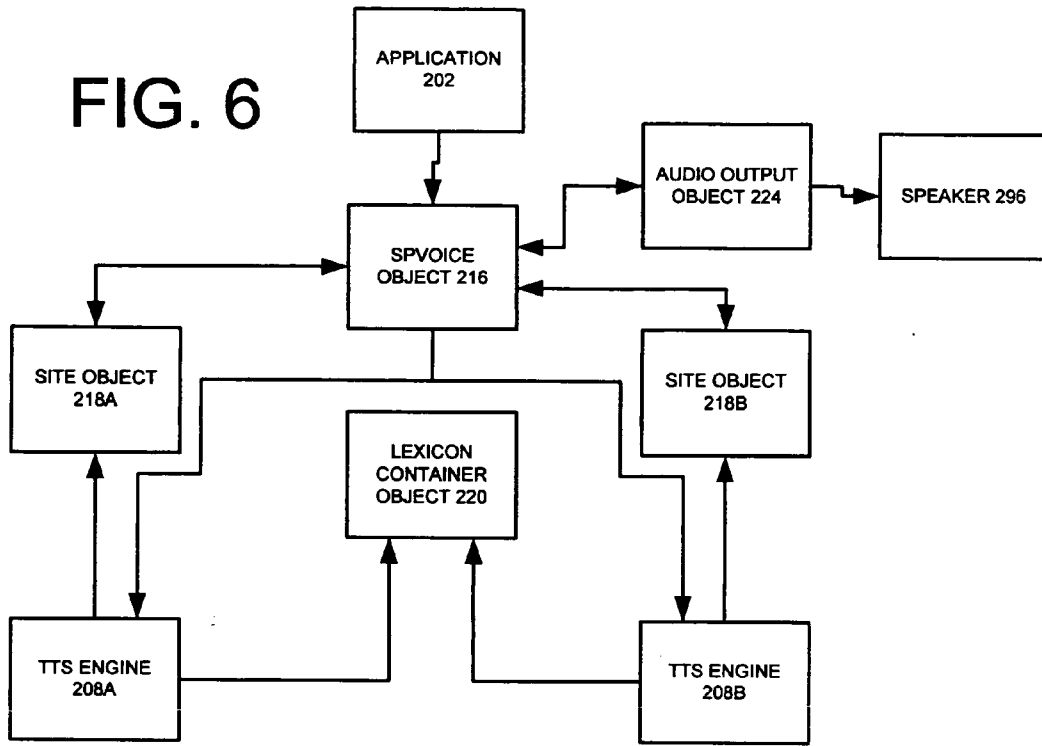 FIG. 6
APPLICATION
202
AUDIO OUTPUT
OBJECT 224
SPEAKER 296
SPVOICE
OBJECT 216
SITE OBJECT
218A
SITE OBJECT
218B
LEXICON
CONTAINER
OBJECT 220
TTS ENGINE
208A
TTS ENGINE
208B